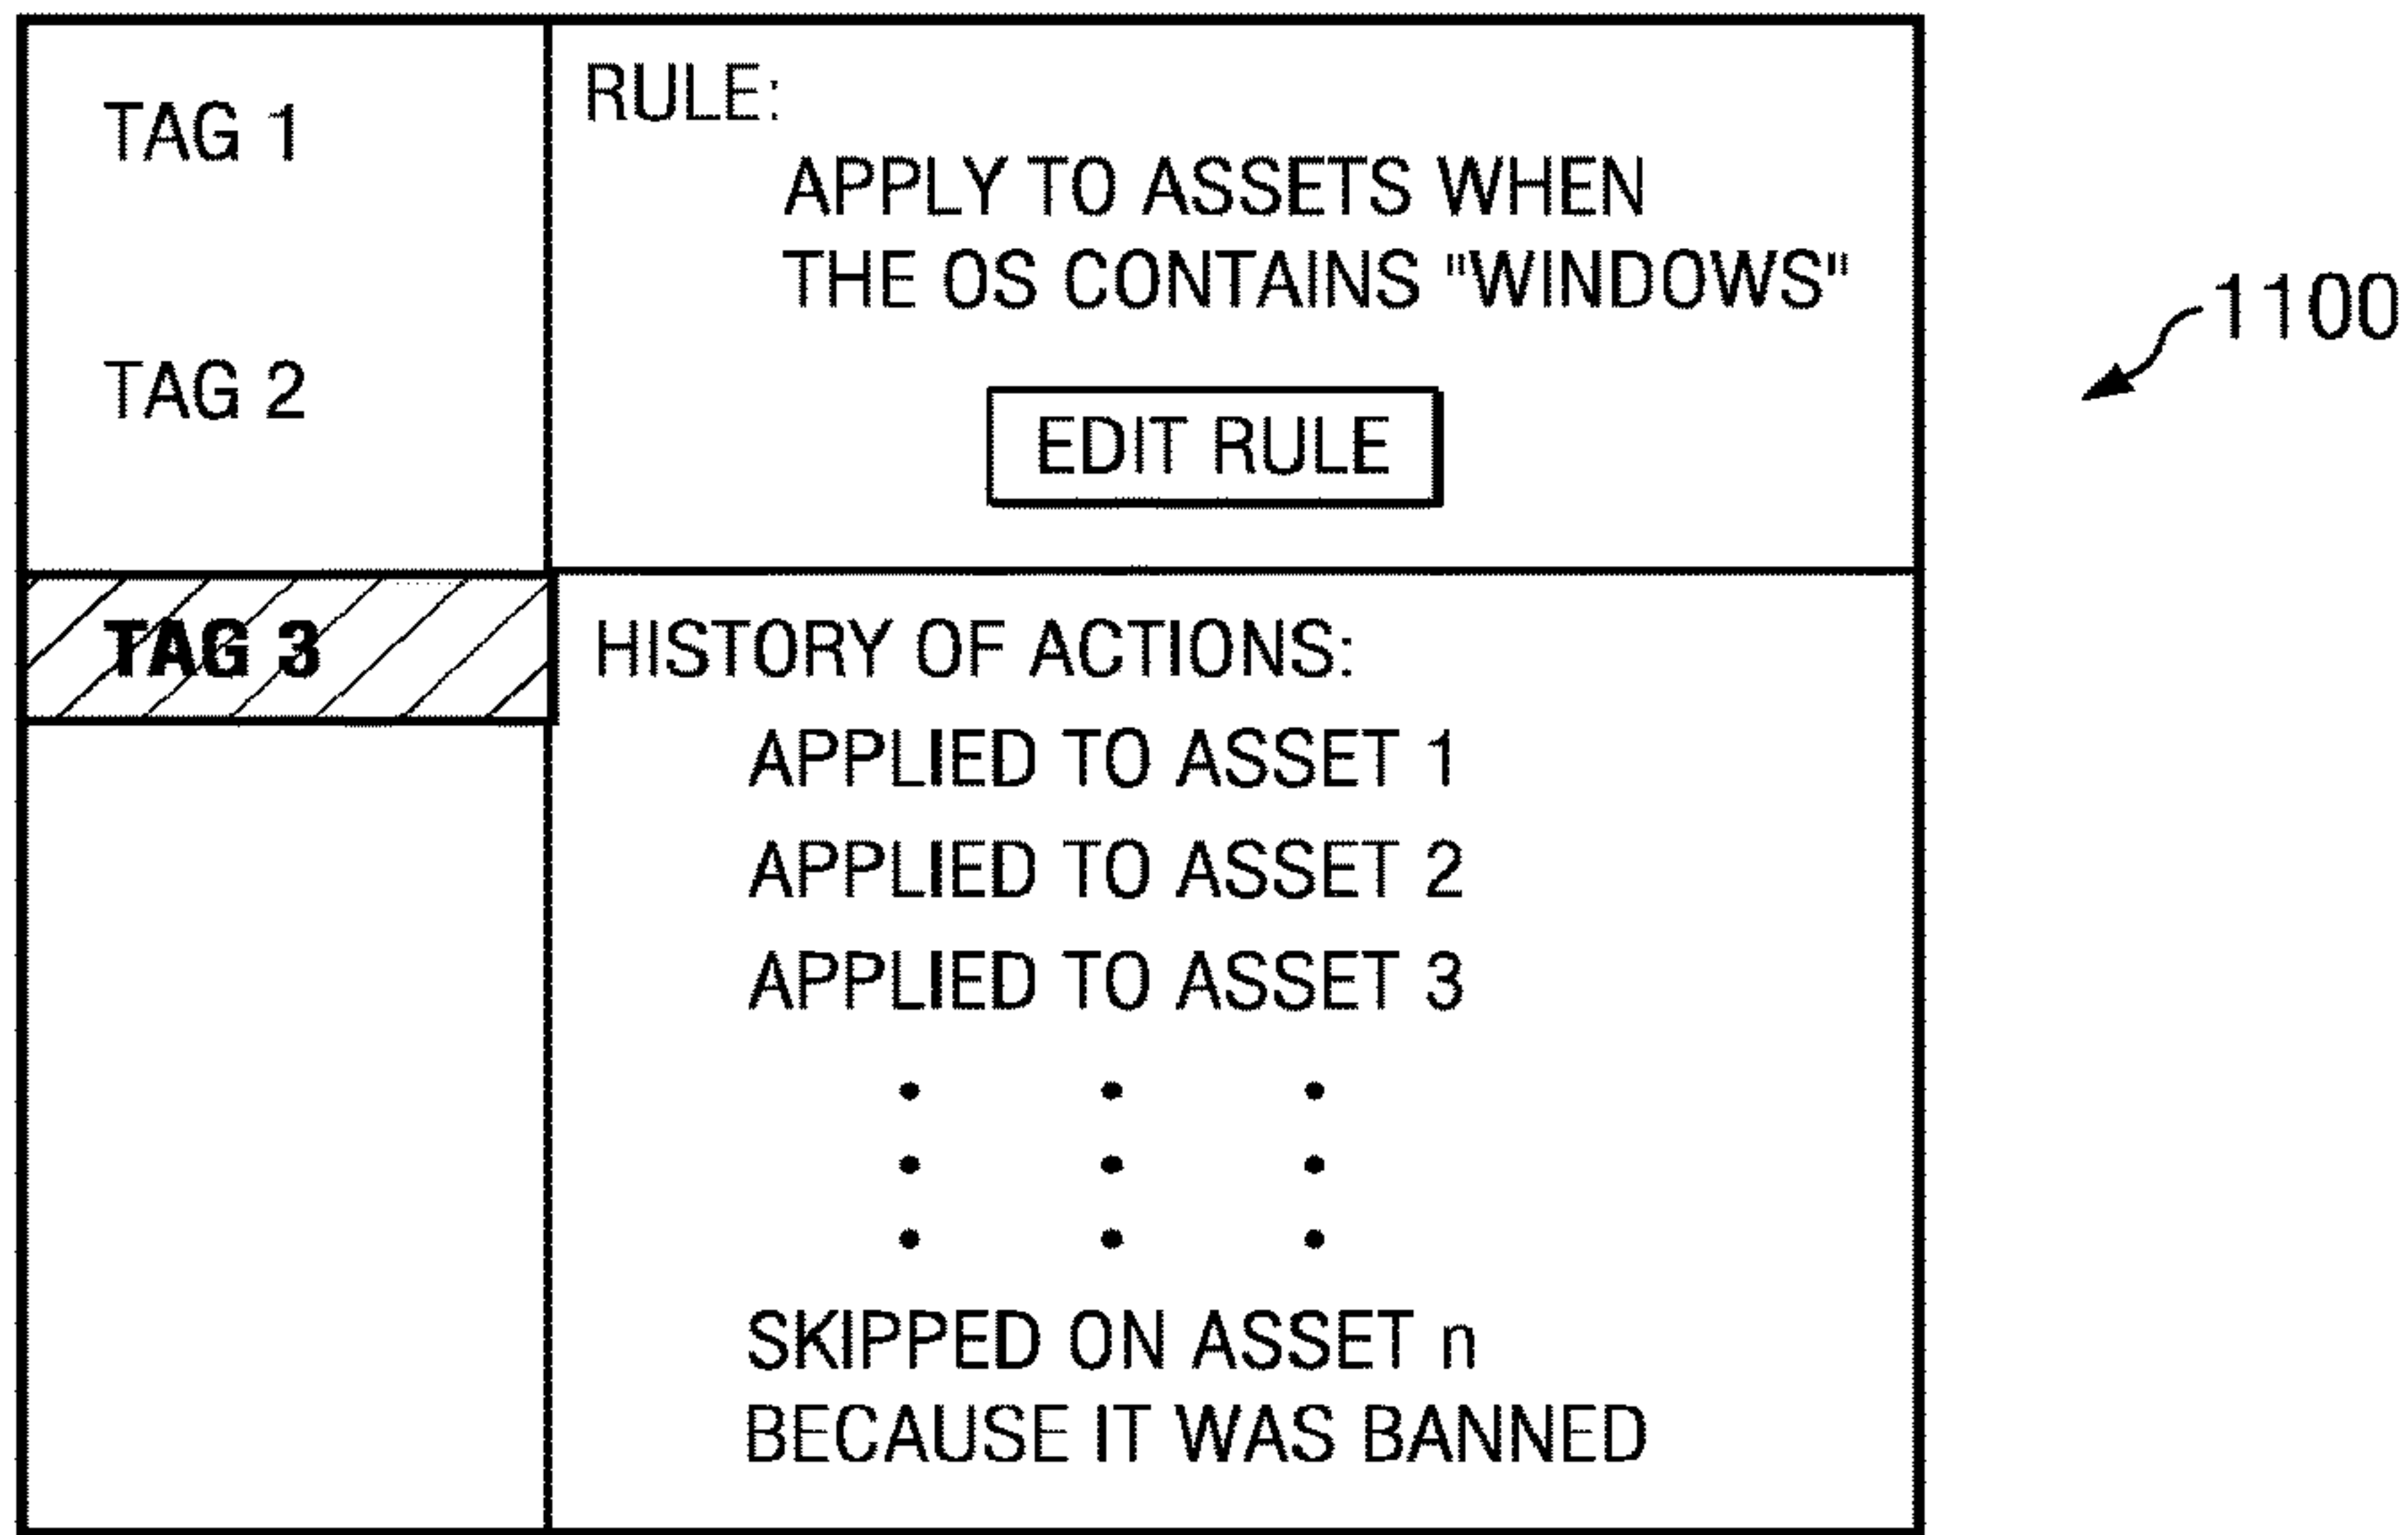 TAG 1
TAG 2
TAG 3
RULE:
APPLY TO ASSETS WHEN
THE OS CONTAINS "WINDOWS"
EDIT RULE
HISTORY OF ACTIONS:
APPLIED TO ASSET 1
APPLIED TO ASSET 2
APPLIED TO ASSET 3
SKIPPED ON ASSET n
BECAUSE IT WAS BANNED
1100